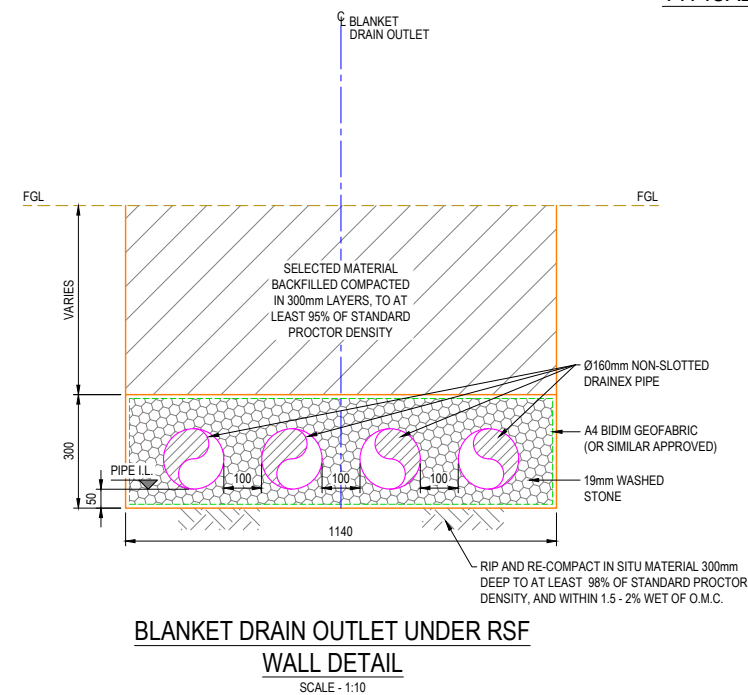 ℄ BLANKET
DRAIN OUTLET
FGL
FGL
SELECTED MATERIAL
BACKFILLED COMPACTED
IN 300mm LAYERS, TO AT
LEAST 95% OF STANDARD
PROCTOR DENSITY
VARIES
Ø160mm NON-SLOTTED
DRAINEX PIPE
A4 BIDIM GEOFABRIC
(OR SIMILAR APPROVED)
300
PIPE I.L.
100
100
100
19mm WASHED
STONE
50
1140
RIP AND RE-COMPACT IN SITU MATERIAL 300mm
DEEP TO AT LEAST 98% OF STANDARD PROCTOR
DENSITY, AND WITHIN 1.5 - 2% WET OF O.M.C.
BLANKET DRAIN OUTLET UNDER RSF
WALL DETAIL
SCALE - 1:10